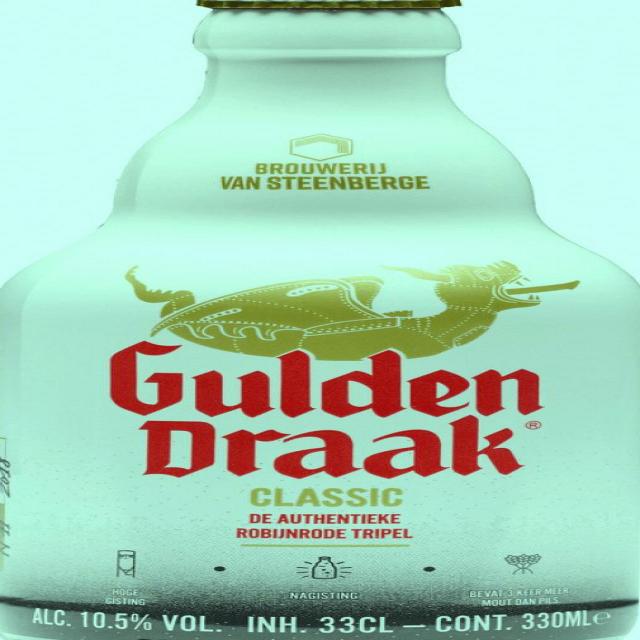 BROUWERIJ
VAN STEENBERGE
Gulden
Draak®
CLASSIC
DE AUTHENTIEKE
ROBIJNRODE TRIPEL
HOGE
GISTING
NAGISTING
BEVAT 3 KEER MEER
MOUT DAN PILS
ALC. 10.5% VOL. INH. 33CL — CONT. 330ML℮